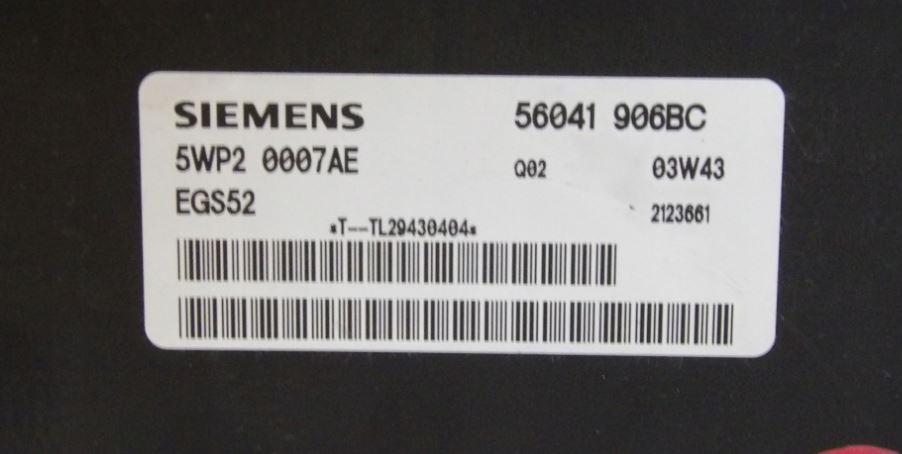 SIEMENS 56041 906BC
5WP2 0007AE Q02 03W43
EGS52 2123661
*T--TL29430404*